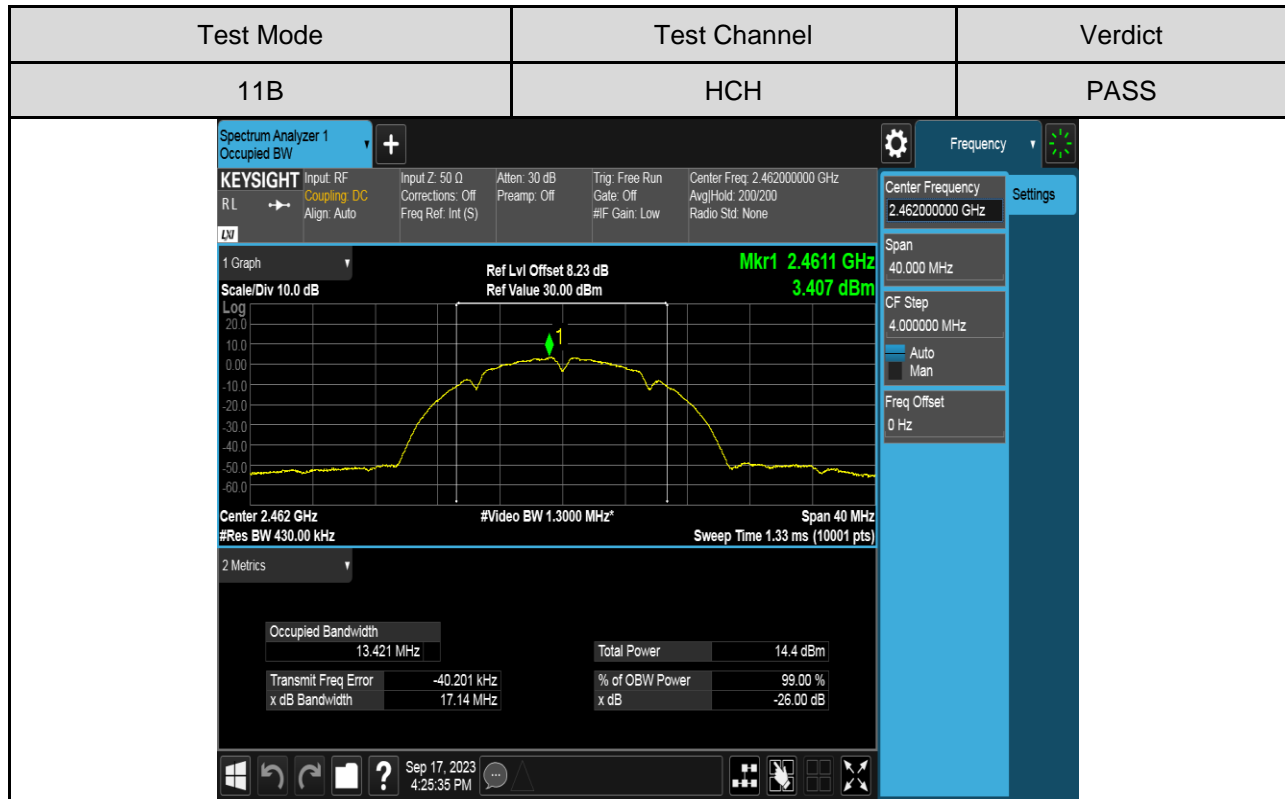 Test Mode Test Channel Verdict
11B HCH PASS
Spectrum Analyzer 1
Occupied BW
+
Frequency
KEYSIGHT Input: RF Input Z: 50 Ω Atten: 30 dB Trig: Free Run Center Freq: 2.462000000 GHz
RL Coupling: DC Corrections: Off Preamp: Off Gate: Off Avg|Hold: 200/200
Align: Auto Freq Ref: Int (S) #IF Gain: Low Radio Std: None
LXI
Center Frequency
2.462000000 GHz
Settings
Span
40.000 MHz
CF Step
4.000000 MHz
Auto
Man
Freq Offset
0 Hz
1 Graph
Ref Lvl Offset 8.23 dB
Mkr1 2.4611 GHz
Scale/Div 10.0 dB Ref Value 30.00 dBm 3.407 dBm
Log
20.0
1
10.0
0.00
-10.0
-20.0
-30.0
-40.0
-50.0
-60.0
Center 2.462 GHz #Video BW 1.3000 MHz* Span 40 MHz
#Res BW 430.00 kHz Sweep Time 1.33 ms (10001 pts)
2 Metrics
Occupied Bandwidth
13.421 MHz
Total Power 14.4 dBm
Transmit Freq Error -40.201 kHz % of OBW Power 99.00 %
x dB Bandwidth 17.14 MHz x dB -26.00 dB
? Sep 17, 2023
4:25:35 PM